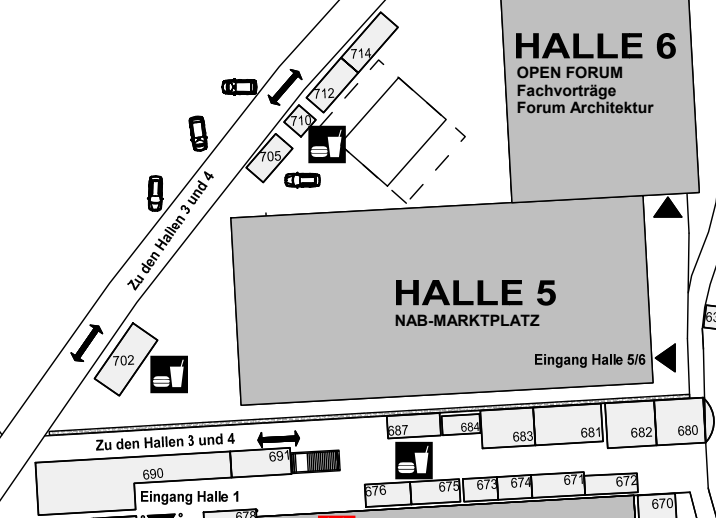 714
HALLE 6
OPEN FORUM
Fachvorträge
Forum Architektur
712
710
705
Zu den Hallen 3 und 4
HALLE 5
NAB-MARKTPLATZ
Eingang Halle 5/6
702
687
684
683
681
682
680
Zu den Hallen 3 und 4
691
690
Eingang Halle 1
676
675
673
674
671
672
670
678